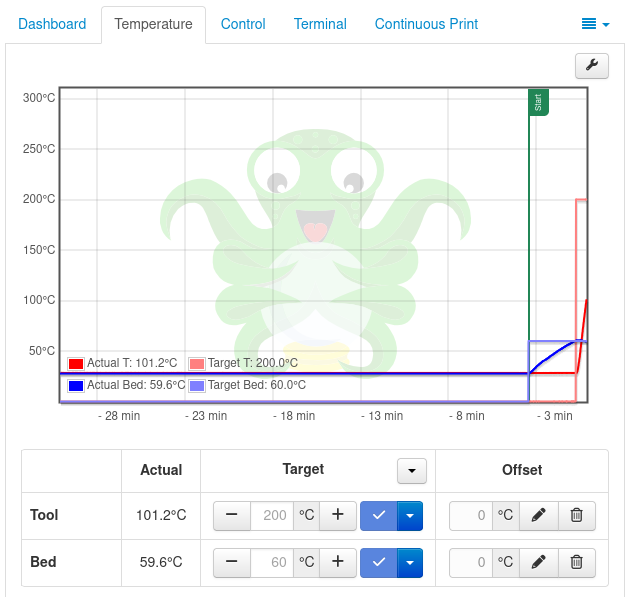 Dashboard Temperature Control Terminal Continuous Print
Start
300°C
250°C
200°C
150°C
100°C
50°C
Actual T: 101.2°C Target T: 200.0°C
Actual Bed: 59.6°C Target Bed: 60.0°C
- 28 min - 23 min - 18 min - 13 min - 8 min - 3 min
Actual Target Offset
Tool 101.2°C 200 °C 0 °C
Bed 59.6°C 60 °C 0 °C